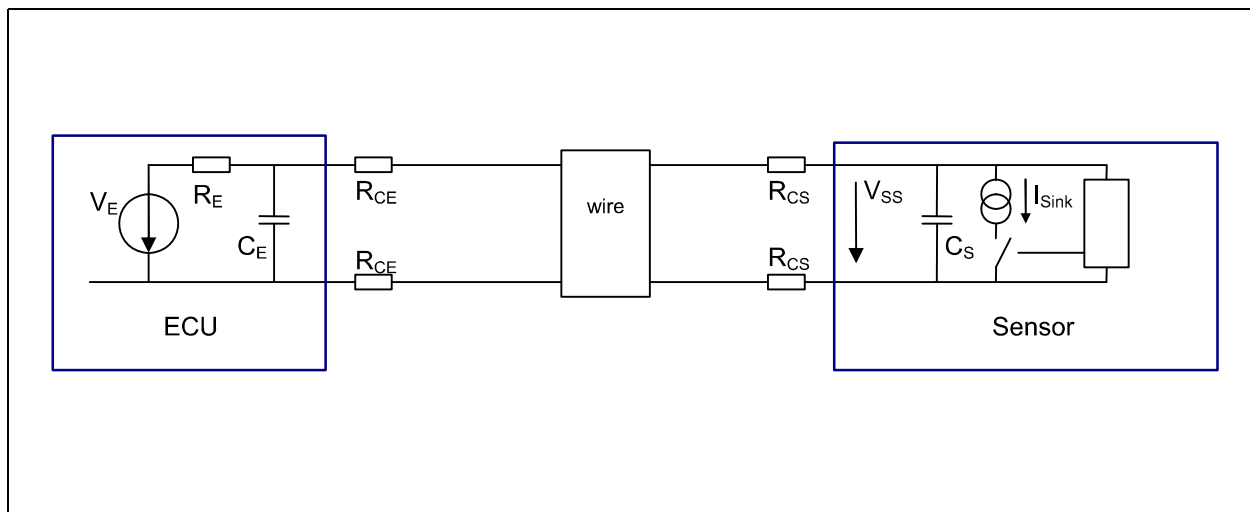 V_E
R_E
C_E
R_CE
R_CE
wire
R_CS
R_CS
V_SS
C_S
I_Sink
ECU
Sensor